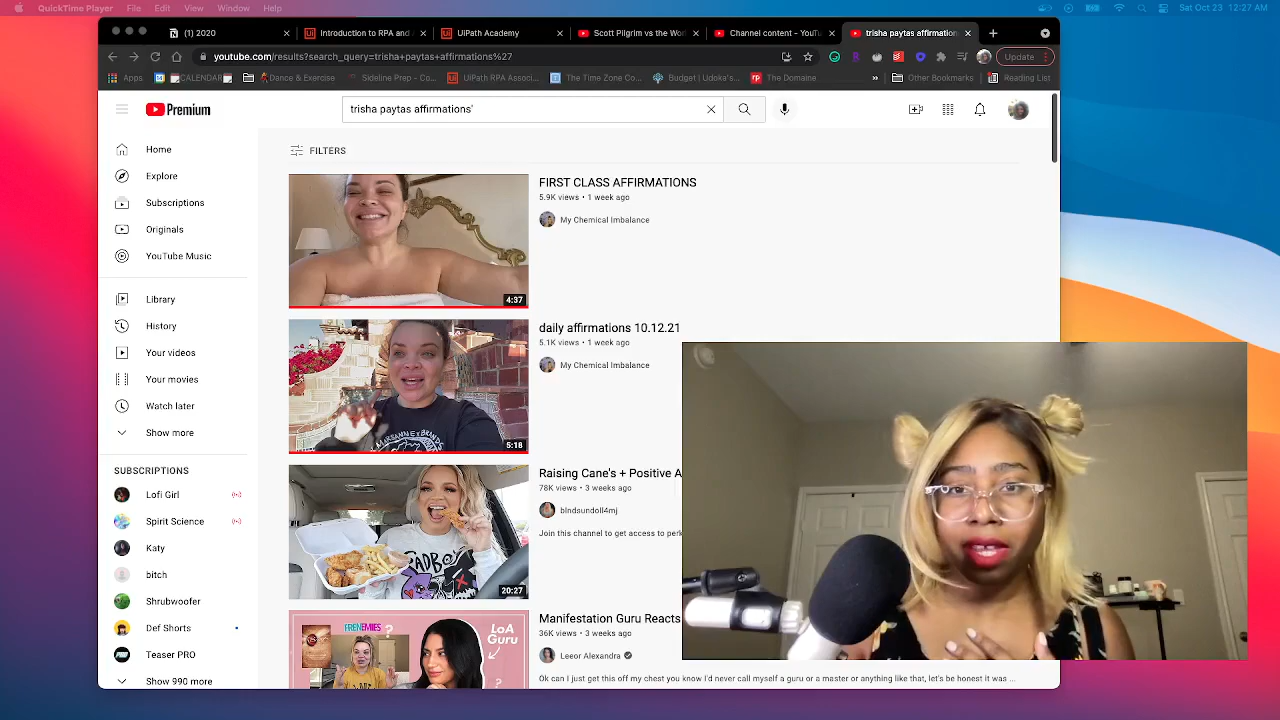 QuickTime Player File Edit View Window Help Sat Oct 23 12:27 AM
(1) 2020 Introduction to RPA and UiPath Academy Scott Pilgrim vs the Wor Channel content - YouTu trisha paytas affirmation
youtube.com/results?search_query=trisha+paytas+affirmations%27 Update
Apps CALENDAR Dance & Exercise Sideline Prep - Co... UiPath RPA Associ... The Time Zone Co... Budget | Udoka's... The Domaine » Other Bookmarks Reading List
Premium
trisha paytas affirmations'
FILTERS
Home
Explore
Subscriptions
Originals
YouTube Music
Library
History
Your videos
Your movies
Watch later
Show more
SUBSCRIPTIONS
Lofi Girl
Spirit Science
Katy
bitch
Shrubwoofer
Def Shorts
Teaser PRO
Show 990 more
FIRST CLASS AFFIRMATIONS
5.9K views • 1 week ago
My Chemical Imbalance
4:37
daily affirmations 10.12.21
5.1K views • 1 week ago
My Chemical Imbalance
5:18
Raising Cane's + Positive A
78K views • 3 weeks ago
blndsundoll4mj
Join this channel to get access to perk
20:27
Manifestation Guru Reacts
36K views • 3 weeks ago
Leeor Alexandra
Ok can i just get this off my chest you know I'd never call myself a guru or a master or anything like that, let's be honest it was ...
FRENEMIES
LoA
Guru